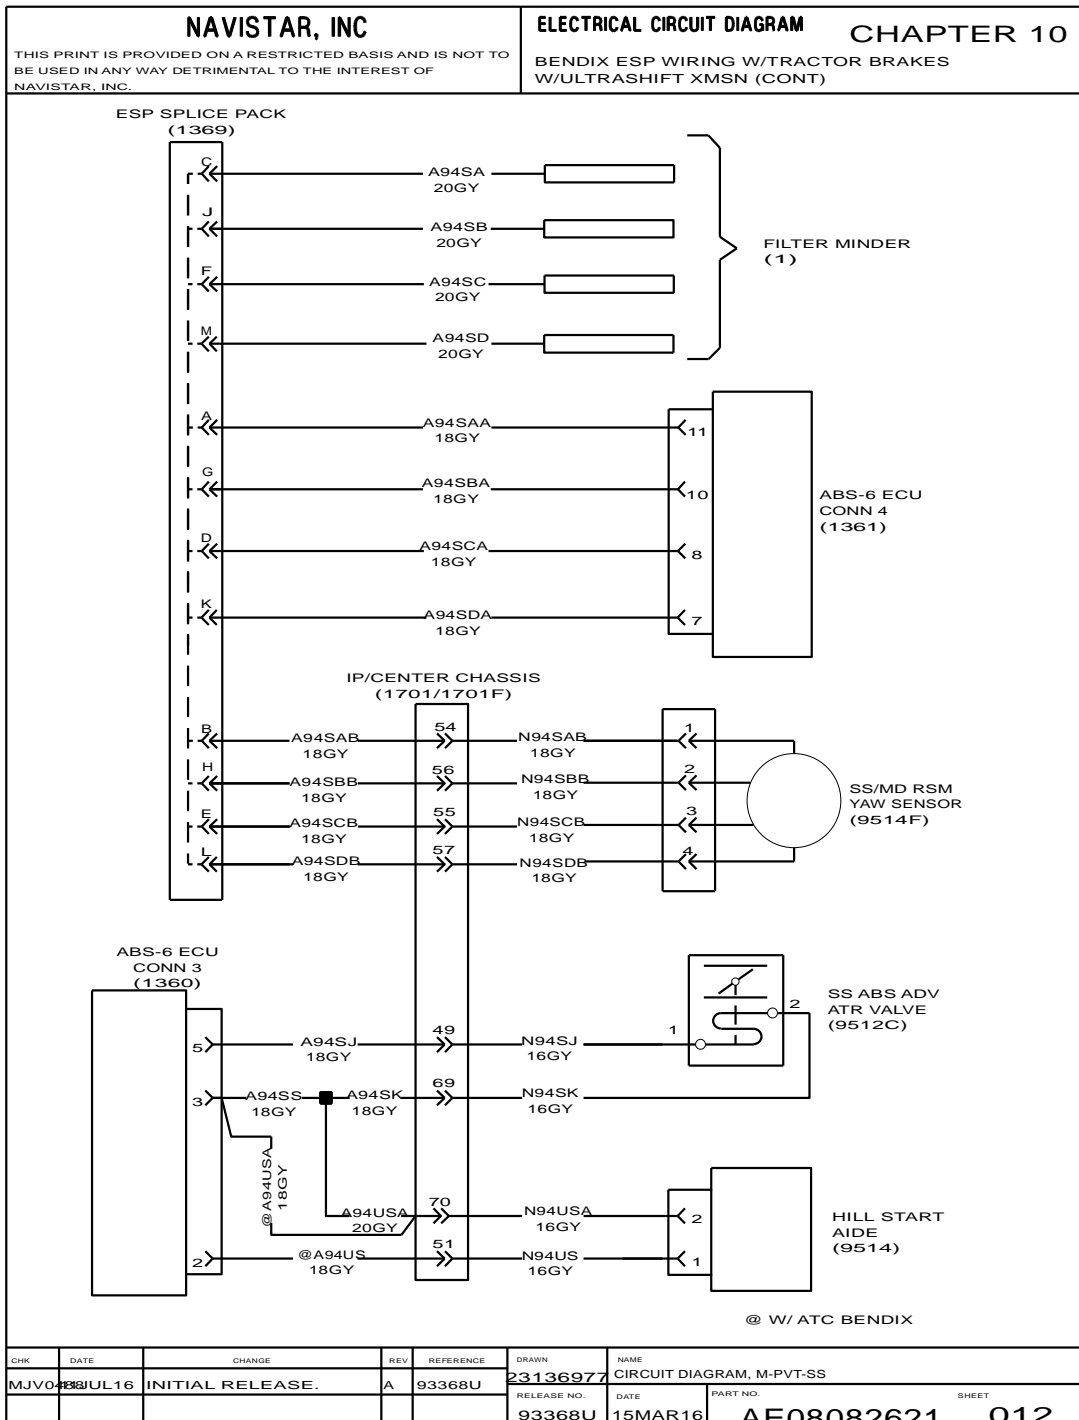 NAVISTAR, INC
THIS PRINT IS PROVIDED ON A RESTRICTED BASIS AND IS NOT TO
BE USED IN ANY WAY DETRIMENTAL TO THE INTEREST OF
NAVISTAR, INC.
ELECTRICAL CIRCUIT DIAGRAM
CHAPTER 10
BENDIX ESP WIRING W/TRACTOR BRAKES
W/ULTRASHIFT XMSN (CONT)
ESP SPLICE PACK
(1369)
C
A94SA
20GY
J
A94SB
20GY
F
A94SC
20GY
M
A94SD
20GY
FILTER MINDER
(1)
A
A94SAA
18GY
11
G
A94SBA
18GY
10
D
A94SCA
18GY
8
K
A94SDA
18GY
7
ABS-6 ECU
CONN 4
(1361)
IP/CENTER CHASSIS
(1701/1701F)
B
A94SAB
18GY
54
N94SAB
18GY
1
H
A94SBB
18GY
56
N94SBB
18GY
2
E
A94SCB
18GY
55
N94SCB
18GY
3
L
A94SDB
18GY
57
N94SDB
18GY
4
SS/MD RSM
YAW SENSOR
(9514F)
ABS-6 ECU
CONN 3
(1360)
5
A94SJ
18GY
49
N94SJ
16GY
1
2
SS ABS ADV
ATR VALVE
(9512C)
3
A94SS
18GY
A94SK
18GY
69
N94SK
16GY
@A94USA
18GY
A94USA
20GY
70
N94USA
16GY
2
2
@A94US
18GY
51
N94US
16GY
1
HILL START
AIDE
(9514)
@ W/ ATC BENDIX
CHK DATE CHANGE REV REFERENCE
JUL16 INITIAL RELEASE. A 93368U
DRAWN
23136977
NAME
CIRCUIT DIAGRAM, M-PVT-SS
RELEASE NO.
93368U
DATE
15MAR16
PART NO.
AE08082621
SHEET
012